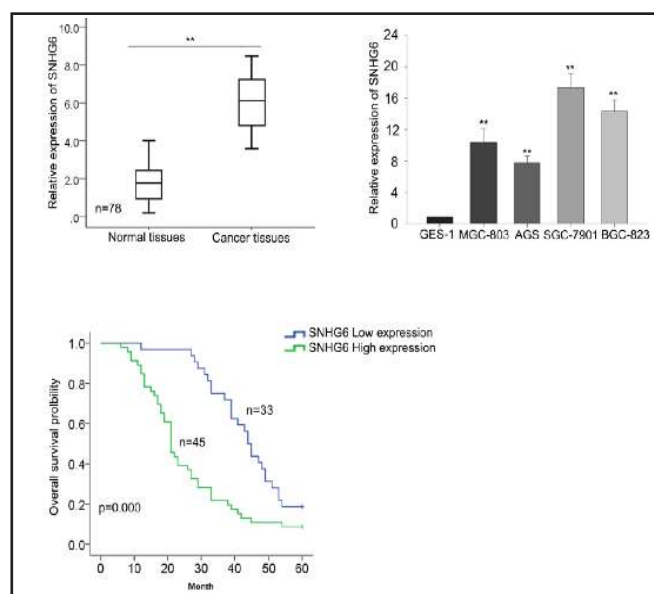 Relative expression of SNHG6
10.0
8.0
6.0
4.0
2.0
.0
**
n=78
Normal tissues
Cancer tissues
Relative expression of SNHG6
24
20
16
12
8
4
0
**
**
**
**
GES-1 MGC-803 AGS SGC-7901 BGC-823
SNHG6 Low expression
SNHG6 High expression
Overall survival prolbility
1.0
0.8
0.6
0.4
0.2
0.0
n=33
n=45
p=0.000
0 10 20 30 40 50 60
Month